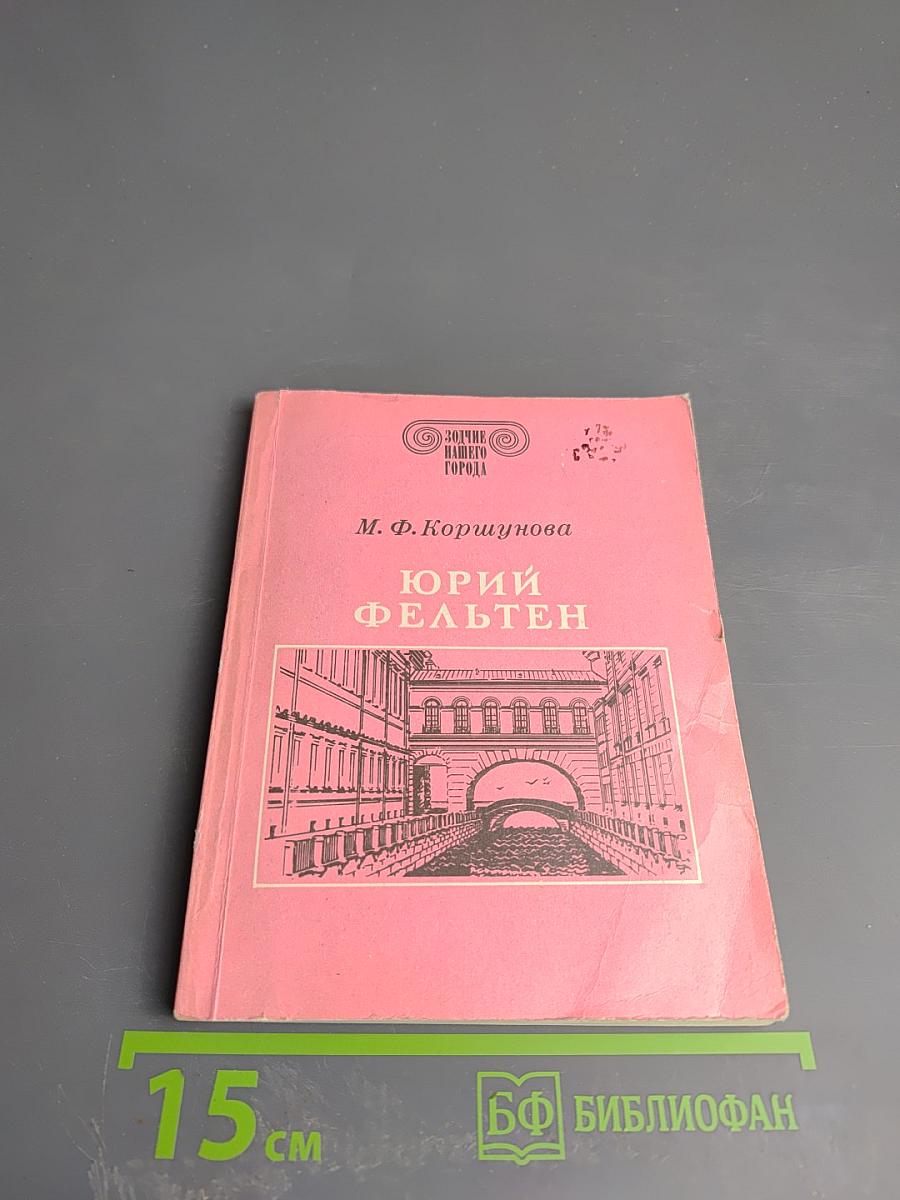 ЗОДЧИЕ
НАШЕГО
ГОРОДА
М. Ф. Коршунова
ЮРИЙ
ФЕЛЬТЕН
15 см
БФ БИБЛИОФАН